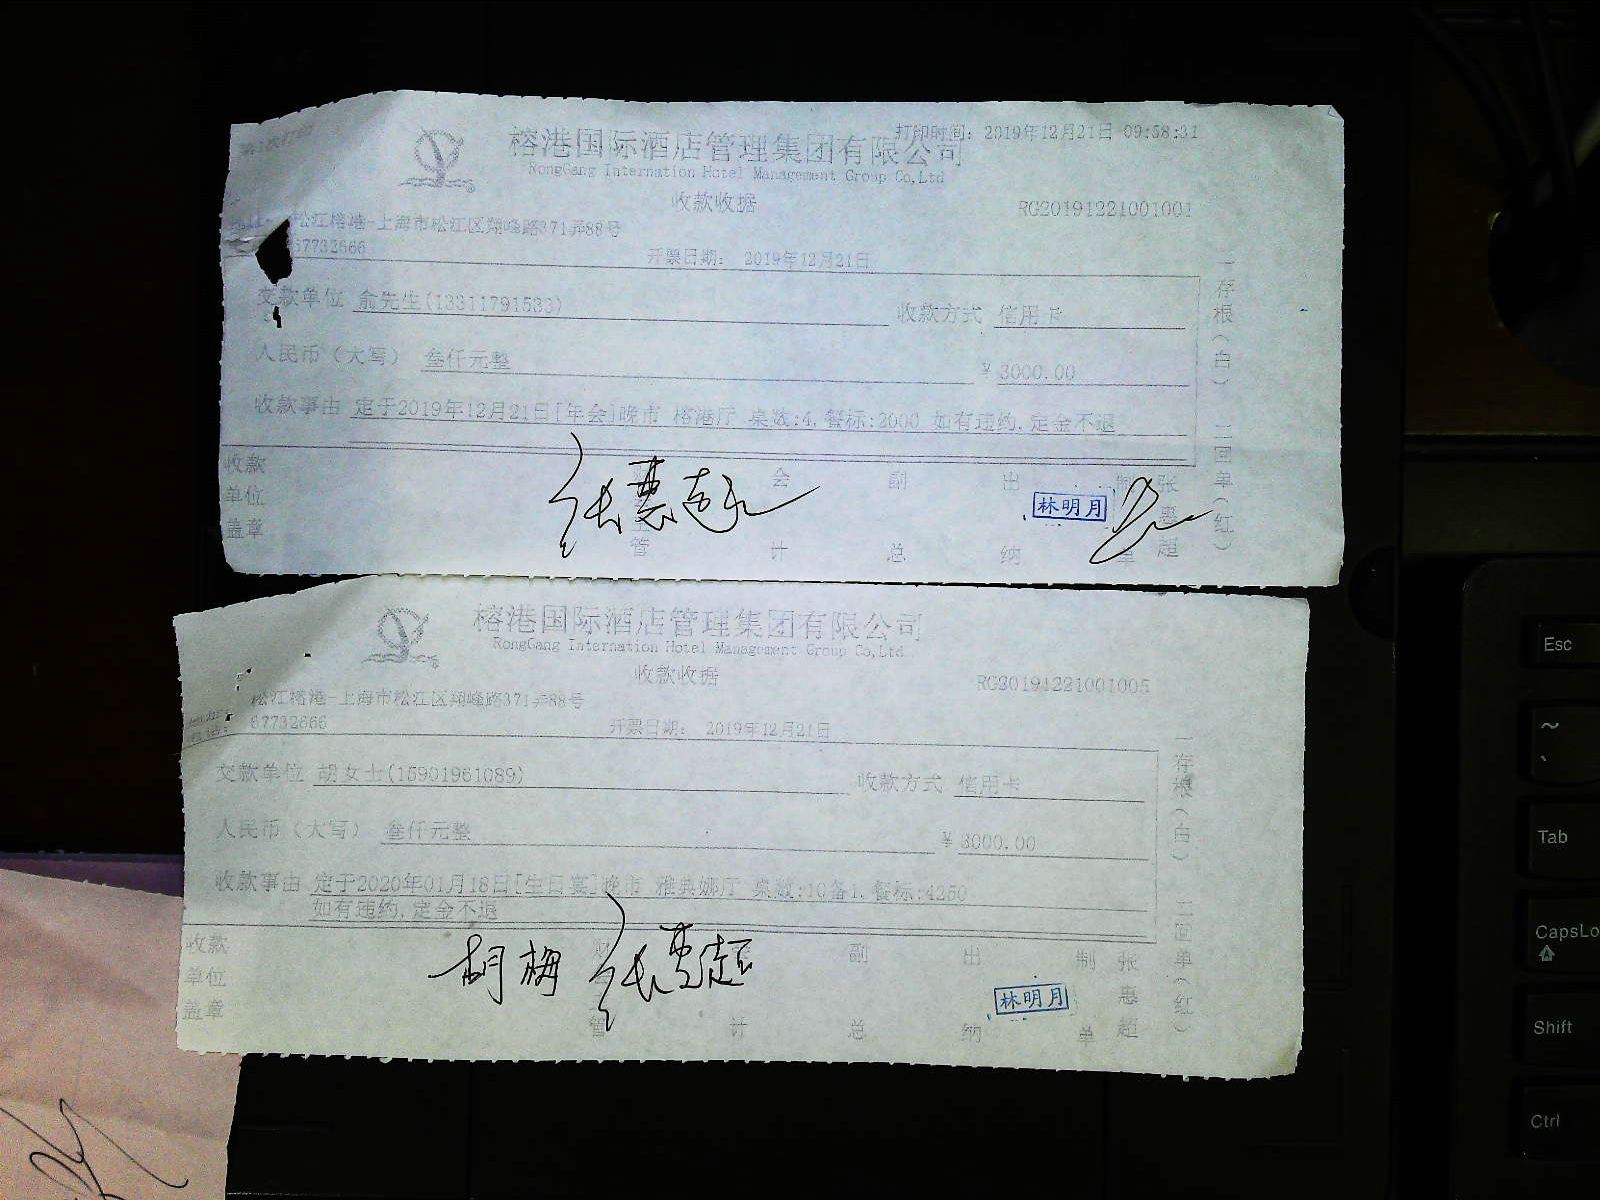 第1次打印
打印时间: 2019年12月21日 09:58:31
榕港国际酒店管理集团有限公司
RongGang Internation Hotel Management Group Co,Ltd
收款收据
RG20191221001001
松江榕港-上海市松江区翔峰路371弄88号
67732666
开票日期: 2019年12月21日
交款单位 俞先生(13311791533)
收款方式 信用卡
人民币(大写) 叁仟元整
¥ 3000.00
收款事由 定于2019年12月21日[年会]晚市 榕港厅 桌数:4, 餐标:2000 如有违约,定金不退
收款单位盖章
管 会计 副总 出纳 制单 张惠超
张惠超
林明月
一存根(白) 二回单(红)
榕港国际酒店管理集团有限公司
RongGang Internation Hotel Management Group Co,Ltd
收款收据
RG20191221001005
松江榕港-上海市松江区翔峰路371弄88号
67732666
开票日期: 2019年12月21日
交款单位 胡女士(15901961089)
收款方式 信用卡
人民币(大写) 叁仟元整
¥ 3000.00
收款事由 定于2020年01月18日[生日宴]晚市 雅典娜厅 桌数:10备1, 餐标:4250
如有违约,定金不退
收款单位盖章
财 管 计 副总 出纳 制单 张惠超
胡梅 张惠超
林明月
一存根(白) 二回单(红)
Esc
~
Tab
CapsLo
Shift
Ctrl